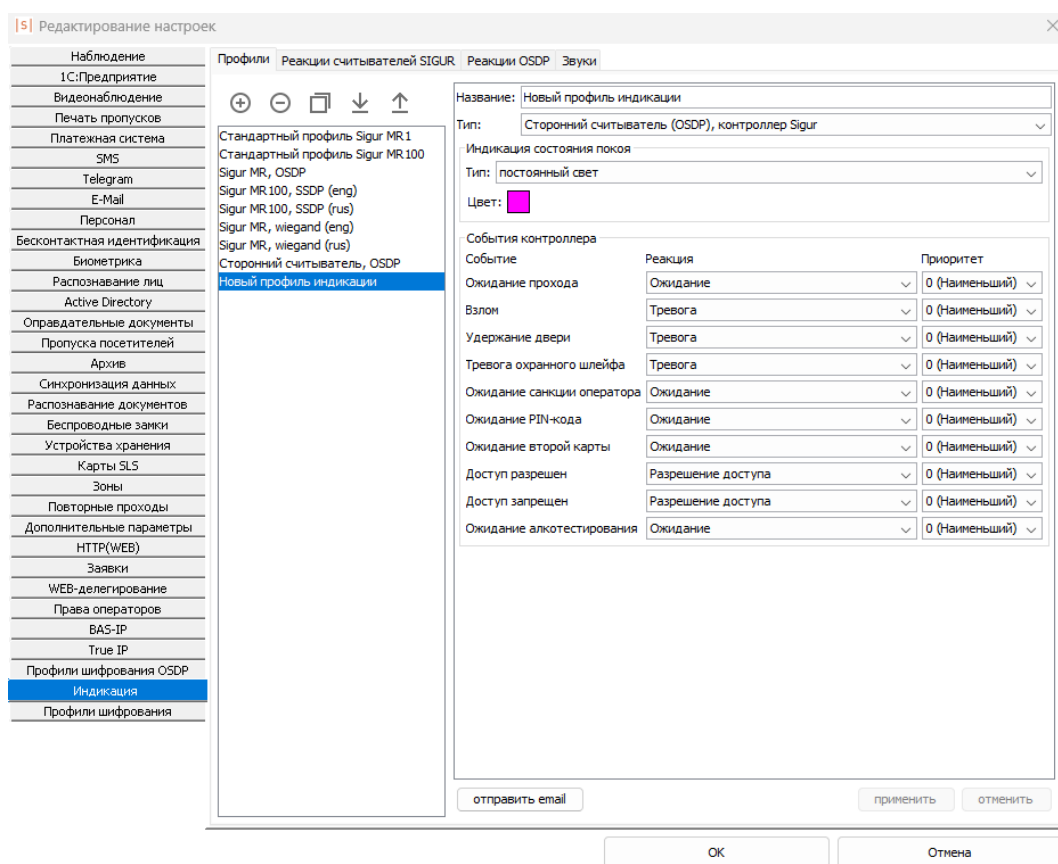 |S| Редактирование настроек
Наблюдение
1С:Предприятие
Видеонаблюдение
Печать пропусков
Платежная система
SMS
Telegram
E-Mail
Персонал
Бесконтактная идентификация
Биометрика
Распознавание лиц
Active Directory
Оправдательные документы
Пропуска посетителей
Архив
Синхронизация данных
Распознавание документов
Беспроводные замки
Устройства хранения
Карты SLS
Зоны
Повторные проходы
Дополнительные параметры
HTTP(WEB)
Заявки
WEB-делегирование
Права операторов
BAS-IP
True IP
Профили шифрования OSDP
Индикация
Профили шифрования
Профили Реакции считывателей SIGUR Реакции OSDP Звуки
Стандартный профиль Sigur MR1
Стандартный профиль Sigur MR100
Sigur MR, OSDP
Sigur MR100, SSDP (eng)
Sigur MR100, SSDP (rus)
Sigur MR, wiegand (eng)
Sigur MR, wiegand (rus)
Сторонний считыватель, OSDP
Новый профиль индикации
Название: Новый профиль индикации
Тип: Сторонний считыватель (OSDP), контроллер Sigur
Индикация состояния покоя
Тип: постоянный свет
Цвет:
События контроллера
Событие Реакция Приоритет
Ожидание прохода Ожидание 0 (Наименьший)
Взлом Тревога 0 (Наименьший)
Удержание двери Тревога 0 (Наименьший)
Тревога охранного шлейфа Тревога 0 (Наименьший)
Ожидание санкции оператора Ожидание 0 (Наименьший)
Ожидание PIN-кода Ожидание 0 (Наименьший)
Ожидание второй карты Ожидание 0 (Наименьший)
Доступ разрешен Разрешение доступа 0 (Наименьший)
Доступ запрещен Разрешение доступа 0 (Наименьший)
Ожидание алкотестирования Ожидание 0 (Наименьший)
отправить email применить отменить
ОК Отмена